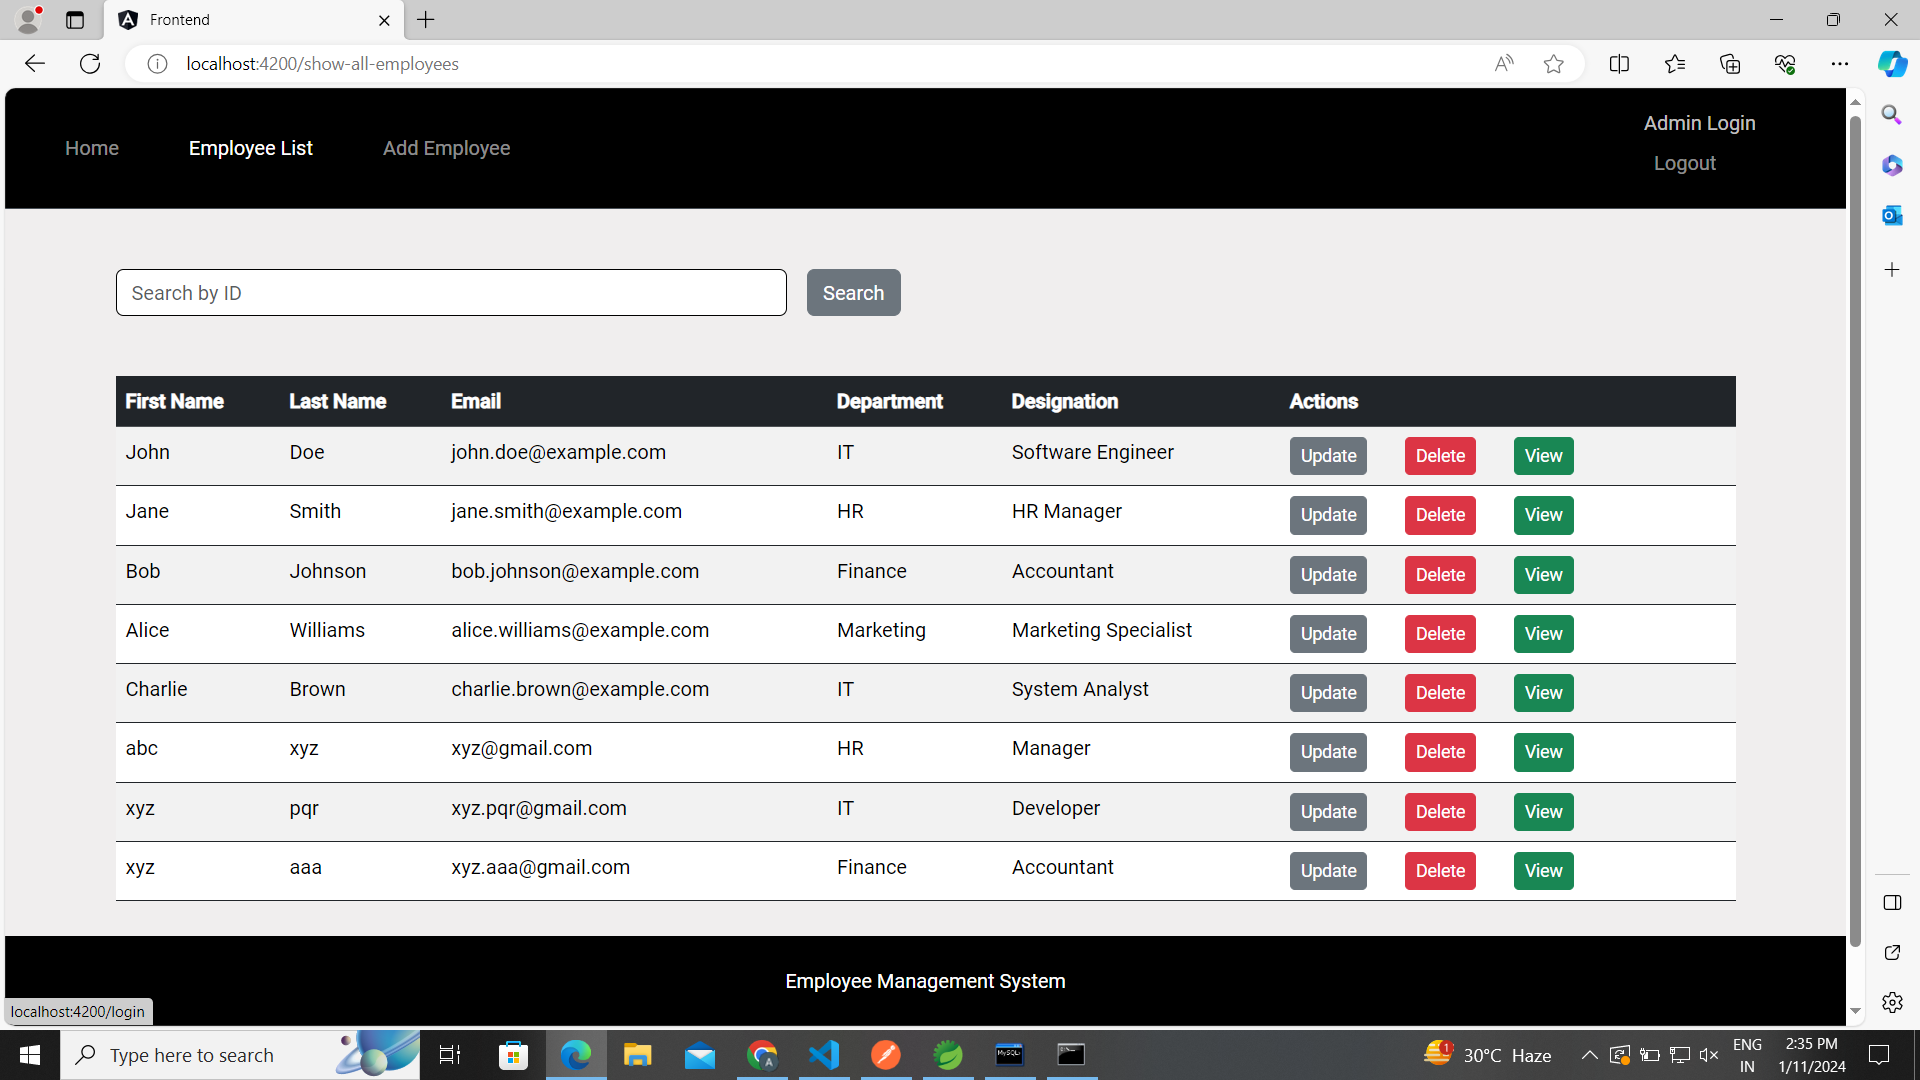 Frontend
localhost:4200/show-all-employees
Home Employee List Add Employee Admin Login
Logout
Search by ID Search
First Name Last Name Email Department Designation Actions
John Doe john.doe@example.com IT Software Engineer Update Delete View
Jane Smith jane.smith@example.com HR HR Manager Update Delete View
Bob Johnson bob.johnson@example.com Finance Accountant Update Delete View
Alice Williams alice.williams@example.com Marketing Marketing Specialist Update Delete View
Charlie Brown charlie.brown@example.com IT System Analyst Update Delete View
abc xyz xyz@gmail.com HR Manager Update Delete View
xyz pqr xyz.pqr@gmail.com IT Developer Update Delete View
xyz aaa xyz.aaa@gmail.com Finance Accountant Update Delete View
Employee Management System
localhost:4200/login
Type here to search
1
30°C Haze
ENG
IN
2:35 PM
1/11/2024